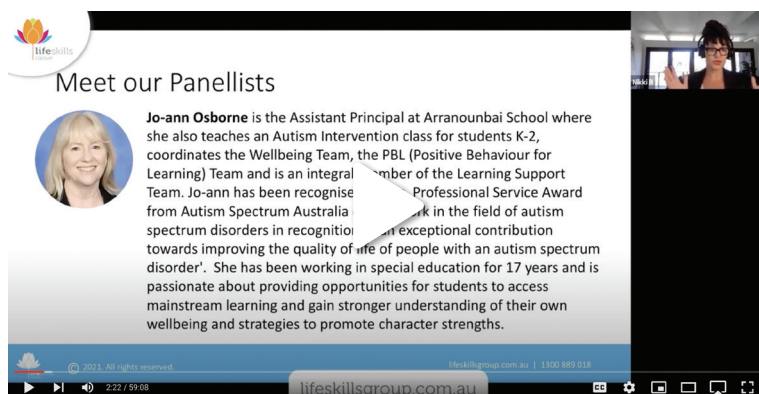 lifeskills
GROUP
Meet our Panellists
Nikki B
Jo-ann Osborne is the Assistant Principal at Arranounbai School where
she also teaches an Autism Intervention class for students K-2,
coordinates the Wellbeing Team, the PBL (Positive Behaviour for
Learning) Team and is an integral member of the Learning Support
Team. Jo-ann has been recognise Professional Service Award
from Autism Spectrum Australia rk in the field of autism
spectrum disorders in recognition exceptional contribution
towards improving the quality of life of people with an autism spectrum
disorder'. She has been working in special education for 17 years and is
passionate about providing opportunities for students to access
mainstream learning and gain stronger understanding of their own
wellbeing and strategies to promote character strengths.
© 2021. All rights reserved.
lifeskillsgroup.com.au | 1300 889 018
2:22 / 59:08
lifeskillsgroup.com.au
CC